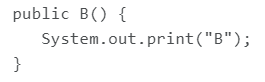 public B() {
   System.out.print("B");
}